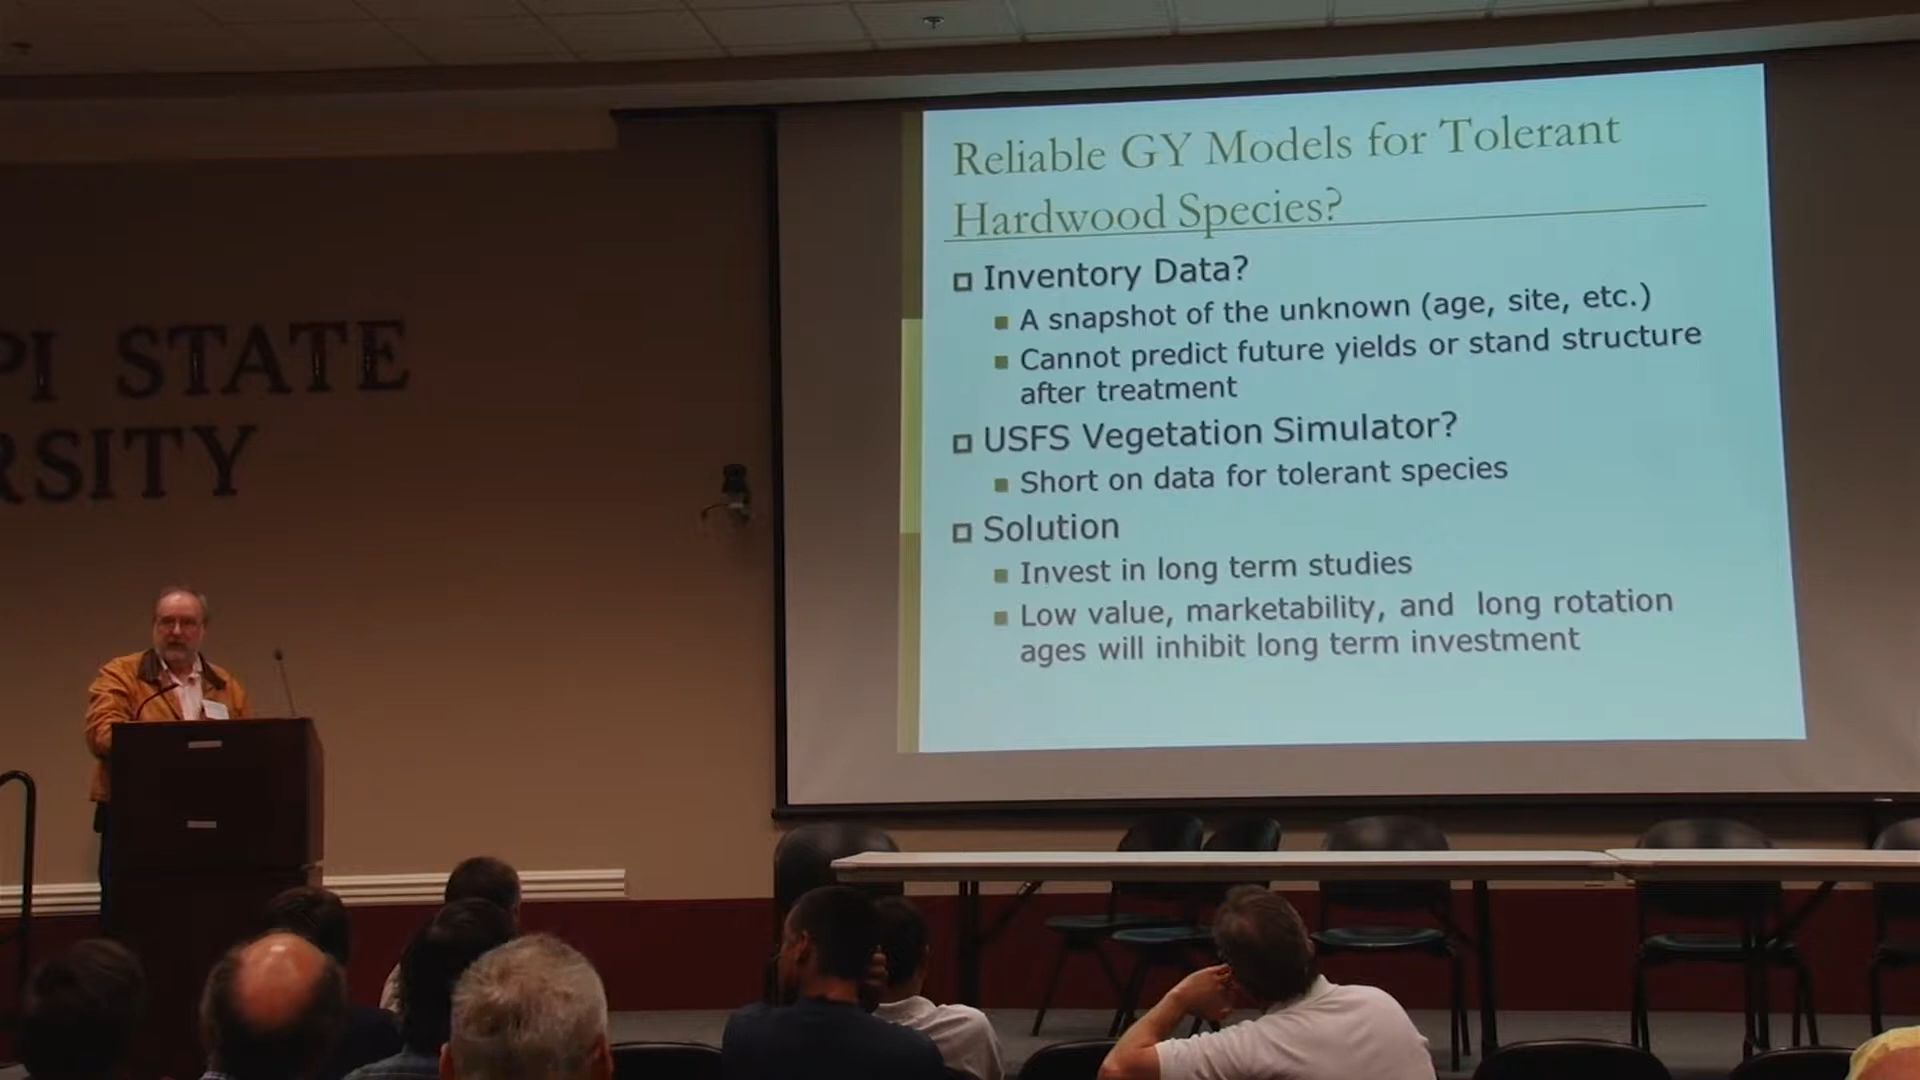 PI STATE
RSITY
Reliable GY Models for Tolerant
Hardwood Species?
Inventory Data?
A snapshot of the unknown (age, site, etc.)
Cannot predict future yields or stand structure
after treatment
USFS Vegetation Simulator?
Short on data for tolerant species
Solution
Invest in long term studies
Low value, marketability, and long rotation
ages will inhibit long term investment